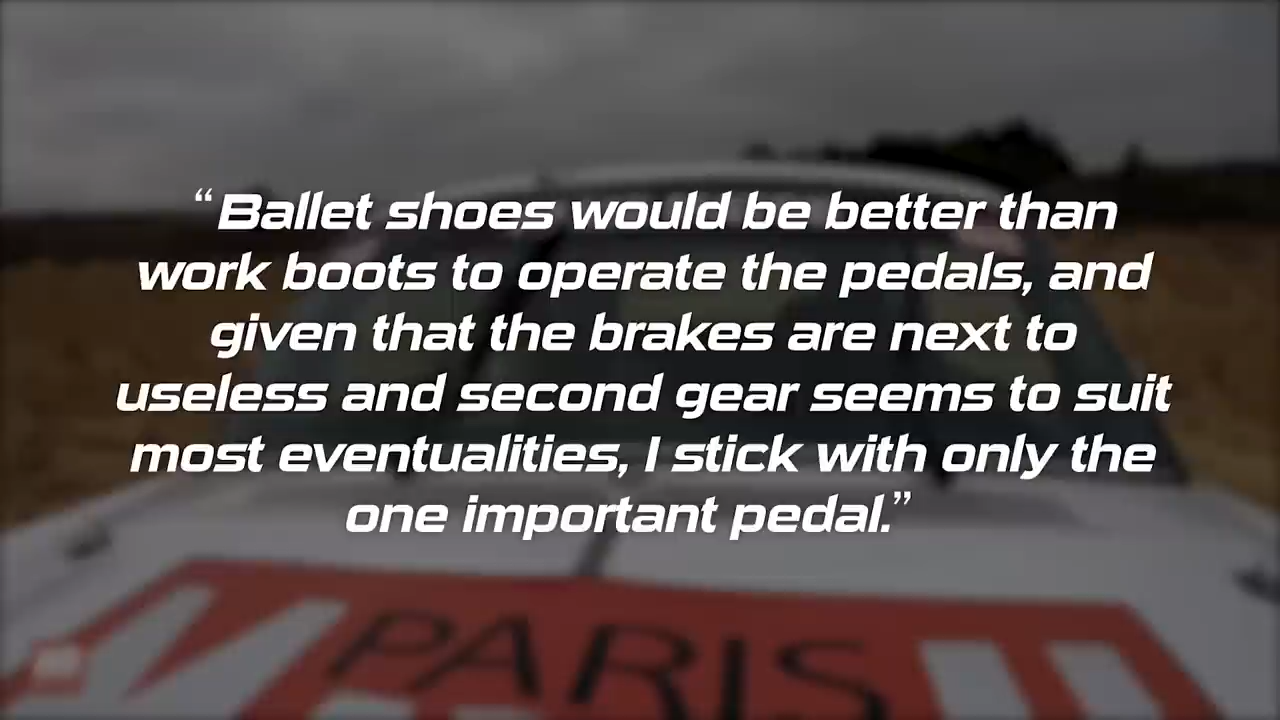 “Ballet shoes would be better than
work boots to operate the pedals, and
given that the brakes are next to
useless and second gear seems to suit
most eventualities, I stick with only the
one important pedal.”
PARIS